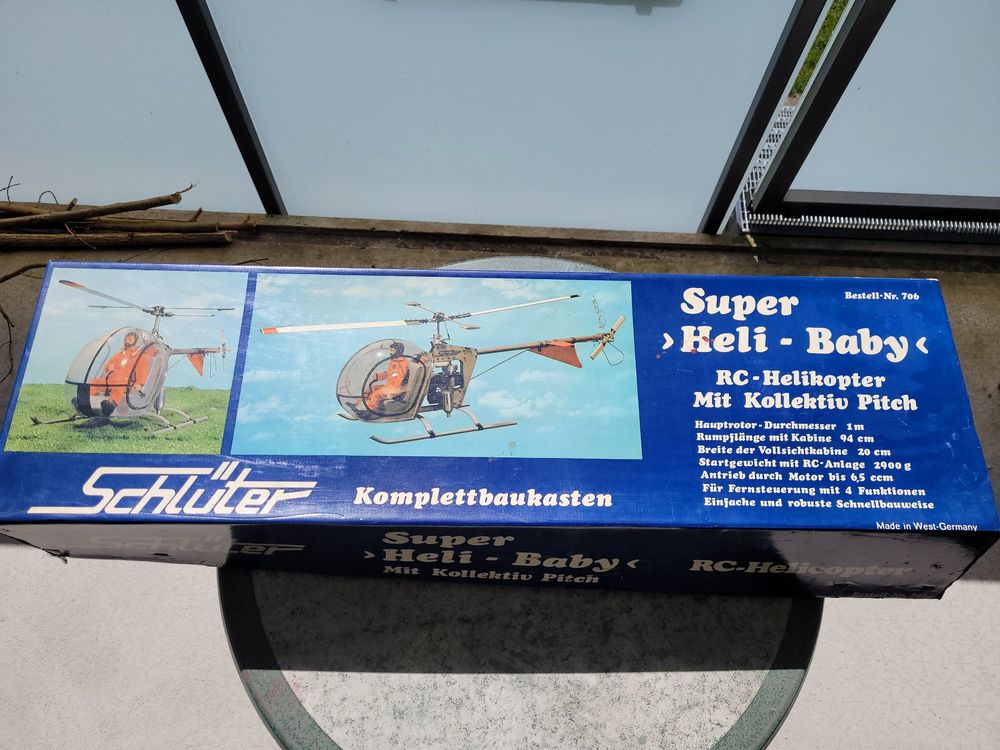 Super
Bestell-Nr. 706
›Heli - Baby‹
RC-Helikopter
Mit Kollektiv Pitch
Hauptrotor-Durchmesser 1 m
Rumpflänge mit Kabine 94 cm
Breite der Vollsichtkabine 20 cm
Startgewicht mit RC-Anlage 2900 g
Antrieb durch Motor bis 6,5 ccm
Für Fernsteuerung mit 4 Funktionen
Einfache und robuste Schnellbauweise
Schlüter
Komplettbaukasten
Made in West-Germany
Schlüter
Super
›Heli - Baby‹
Mit Kollektiv Pitch
RC-Helicopter